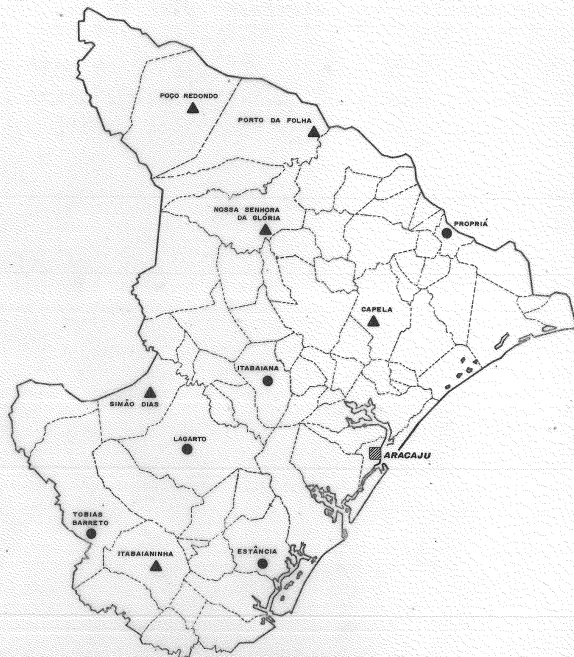 POÇO REDONDO
PORTO DA FOLHA
NOSSA SENHORA
DA GLÓRIA
PROPRIÁ
CAPELA
ITABAIANA
SIMÃO DIAS
LAGARTO
ARACAJU
TOBIAS
BARRETO
ITABAIANINHA
ESTÂNCIA